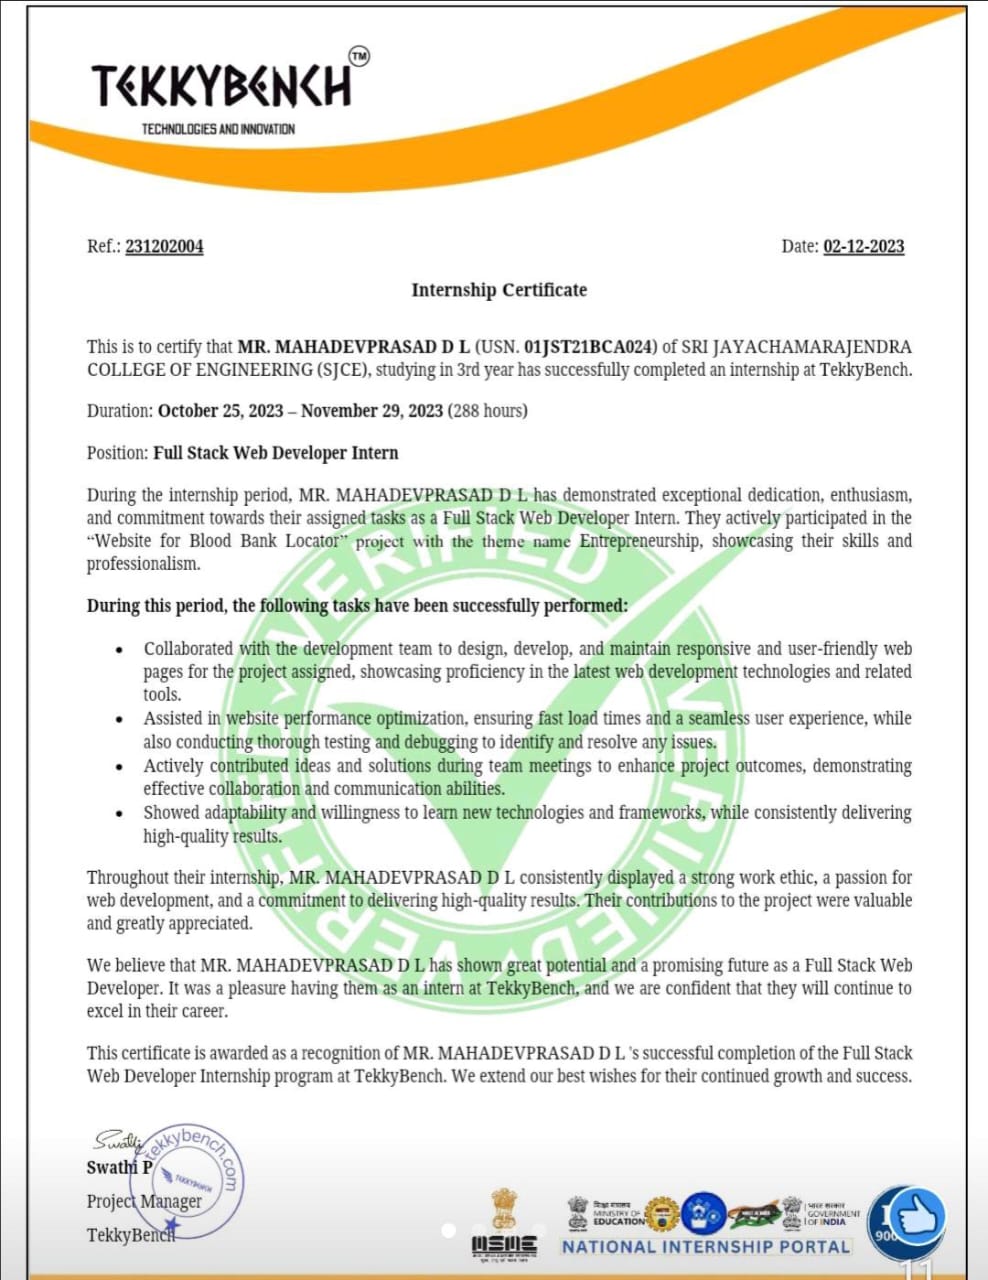 TEKKYBENCH TM
TECHNOLOGIES AND INNOVATION
Ref.: 231202004 Date: 02-12-2023
Internship Certificate
This is to certify that MR. MAHADEVPRASAD D L (USN. 01JST21BCA024) of SRI JAYACHAMARAJENDRA
COLLEGE OF ENGINEERING (SJCE), studying in 3rd year has successfully completed an internship at TekkyBench.
Duration: October 25, 2023 – November 29, 2023 (288 hours)
Position: Full Stack Web Developer Intern
During the internship period, MR. MAHADEVPRASAD D L has demonstrated exceptional dedication, enthusiasm,
and commitment towards their assigned tasks as a Full Stack Web Developer Intern. They actively participated in the
“Website for Blood Bank Locator” project with the theme name Entrepreneurship, showcasing their skills and
professionalism.
During this period, the following tasks have been successfully performed:
• Collaborated with the development team to design, develop, and maintain responsive and user-friendly web
pages for the project assigned, showcasing proficiency in the latest web development technologies and related
tools.
• Assisted in website performance optimization, ensuring fast load times and a seamless user experience, while
also conducting thorough testing and debugging to identify and resolve any issues.
• Actively contributed ideas and solutions during team meetings to enhance project outcomes, demonstrating
effective collaboration and communication abilities.
• Showed adaptability and willingness to learn new technologies and frameworks, while consistently delivering
high-quality results.
Throughout their internship, MR. MAHADEVPRASAD D L consistently displayed a strong work ethic, a passion for
web development, and a commitment to delivering high-quality results. Their contributions to the project were valuable
and greatly appreciated.
We believe that MR. MAHADEVPRASAD D L has shown great potential and a promising future as a Full Stack Web
Developer. It was a pleasure having them as an intern at TekkyBench, and we are confident that they will continue to
excel in their career.
This certificate is awarded as a recognition of MR. MAHADEVPRASAD D L 's successful completion of the Full Stack
Web Developer Internship program at TekkyBench. We extend our best wishes for their continued growth and success.
VERIFIED VERIFIED VERIFIED VERIFIED
Swathi
tekkybench.com
TEKKYBENCH
Swathi P
Project Manager
TekkyBench
MSME
शिक्षा मंत्रालय
MINISTRY OF
EDUCATION
भारत सरकार
GOVERNMENT
OF INDIA
NATIONAL INTERNSHIP PORTAL
900
11